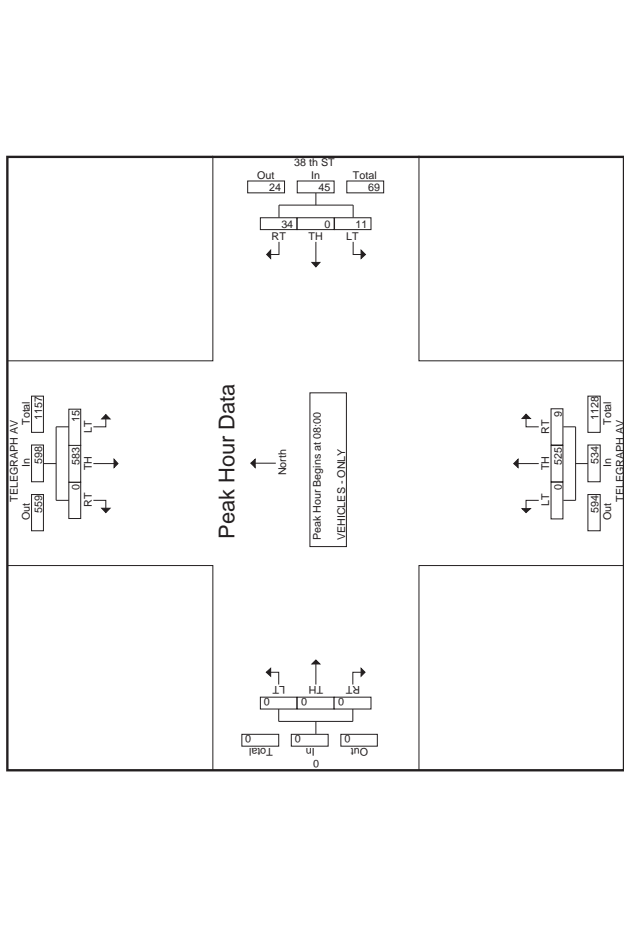 38 th ST
Out In Total
24 45 69
34 0 11
RT TH LT
TELEGRAPH AV
Out In Total
559 598 1157
0 583 15
RT TH LT
Peak Hour Data
North
Peak Hour Begins at 08:00
VEHICLES - ONLY
LT TH RT
0 525 9
594 534 1128
Out In Total
TELEGRAPH AV
LT TH RT
0 0 0
0 0 0
Total In Out
0